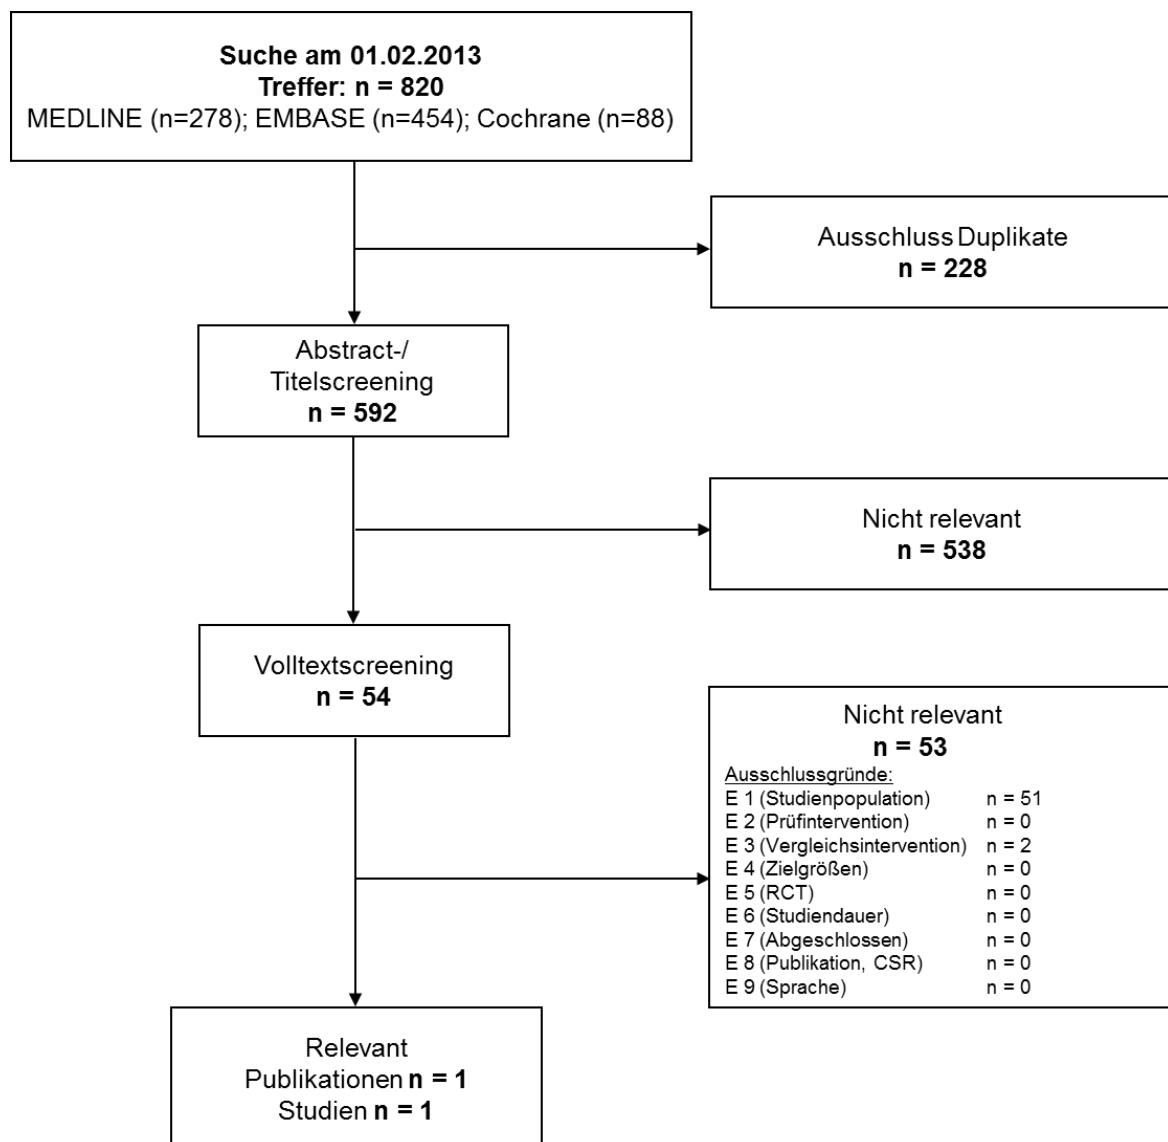 Suche am 01.02.2013
Treffer: n = 820
MEDLINE (n=278); EMBASE (n=454); Cochrane (n=88)
Ausschluss Duplikate
n = 228
Abstract-/
Titelscreening
n = 592
Nicht relevant
n = 538
Volltextscreening
n = 54
Nicht relevant
n = 53
Ausschlussgründe:
E 1 (Studienpopulation) n = 51
E 2 (Prüfintervention) n = 0
E 3 (Vergleichsintervention) n = 2
E 4 (Zielgrößen) n = 0
E 5 (RCT) n = 0
E 6 (Studiendauer) n = 0
E 7 (Abgeschlossen) n = 0
E 8 (Publikation, CSR) n = 0
E 9 (Sprache) n = 0
Relevant
Publikationen n = 1
Studien n = 1